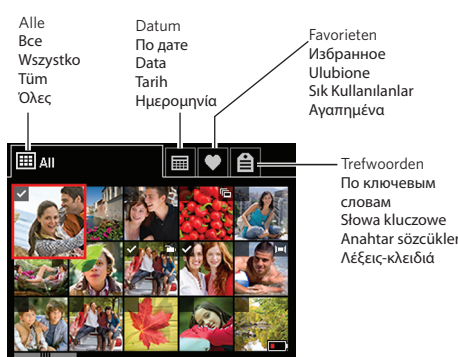 Alle
Все
Wszystko
Tüm
Όλες
Datum
По дате
Data
Tarih
Ημερομηνία
Favorieten
Избранное
Ulubione
Sık Kullanılanlar
Αγαπημένα
All
Trefwoorden
По ключевым
словам
Słowa kluczowe
Anahtar sözcükler
Λέξεις-κλειδιά